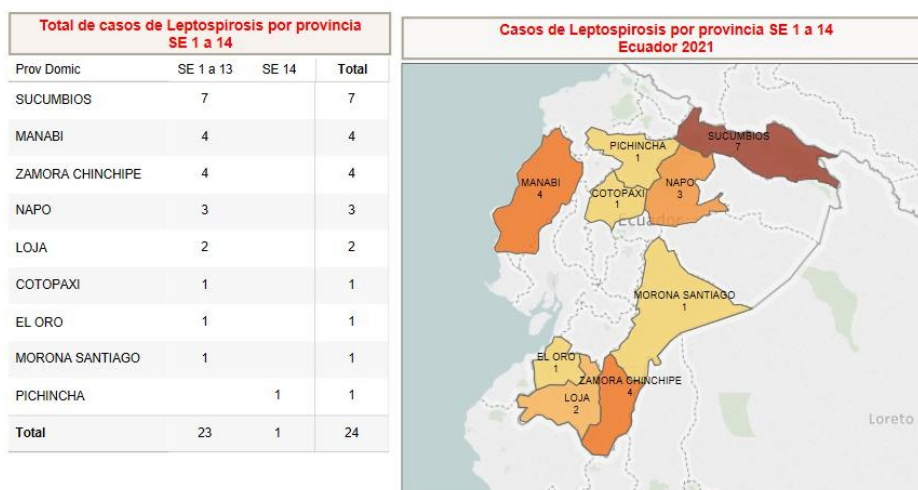 Total de casos de Leptospirosis por provincia
SE 1 a 14
Prov Domic SE 1 a 13 SE 14 Total
SUCUMBIOS 7 7
MANABI 4 4
ZAMORA CHINCHIPE 4 4
NAPO 3 3
LOJA 2 2
COTOPAXI 1 1
EL ORO 1 1
MORONA SANTIAGO 1 1
PICHINCHA 1 1
Total 23 1 24
Casos de Leptospirosis por provincia SE 1 a 14
Ecuador 2021
SUCUMBIOS
7
PICHINCHA
1
MANABI
4
NAPO
3
COTOPAXI
1
Ecuador
MORONA SANTIAGO
1
EL ORO
1
ZAMORA CHINCHIPE
4
LOJA
2
Loreto